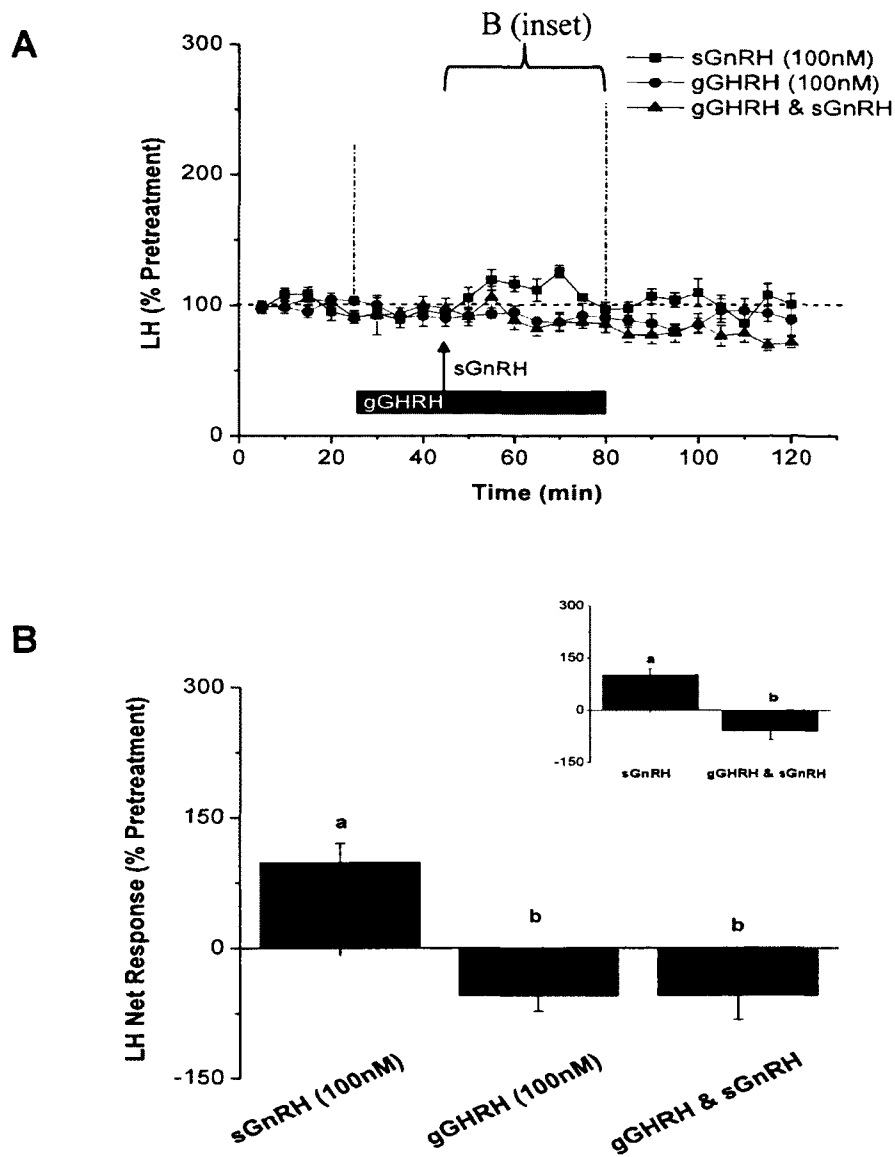 A
B (inset)
300
200
100
0
LH (% Pretreatment)
sGnRH (100nM)
gGHRH (100nM)
gGHRH & sGnRH
sGnRH
gGHRH
0 20 40 60 80 100 120
Time (min)
B
300
150
0
-150
LH Net Response (% Pretreatment)
a
b
b
sGnRH (100nM)
gGHRH (100nM)
gGHRH & sGnRH
300
150
0
-150
a
b
sGnRH
gGHRH & sGnRH